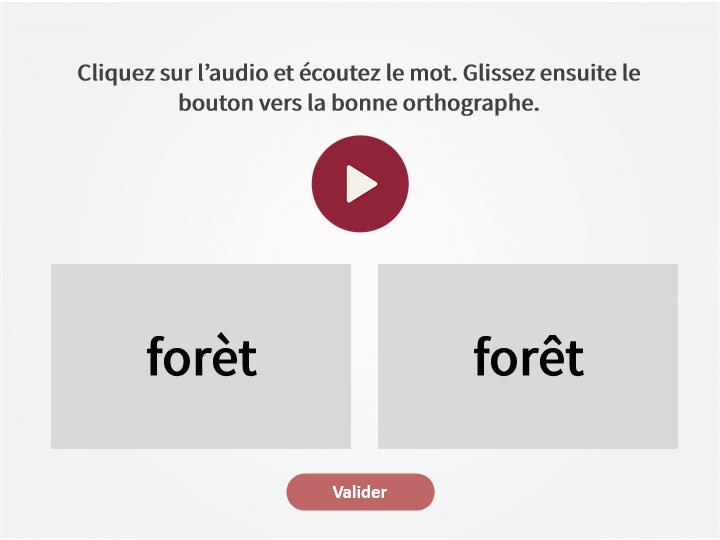 Cliquez sur l’audio et écoutez le mot. Glissez ensuite le
bouton vers la bonne orthographe.
forèt
forêt
Valider